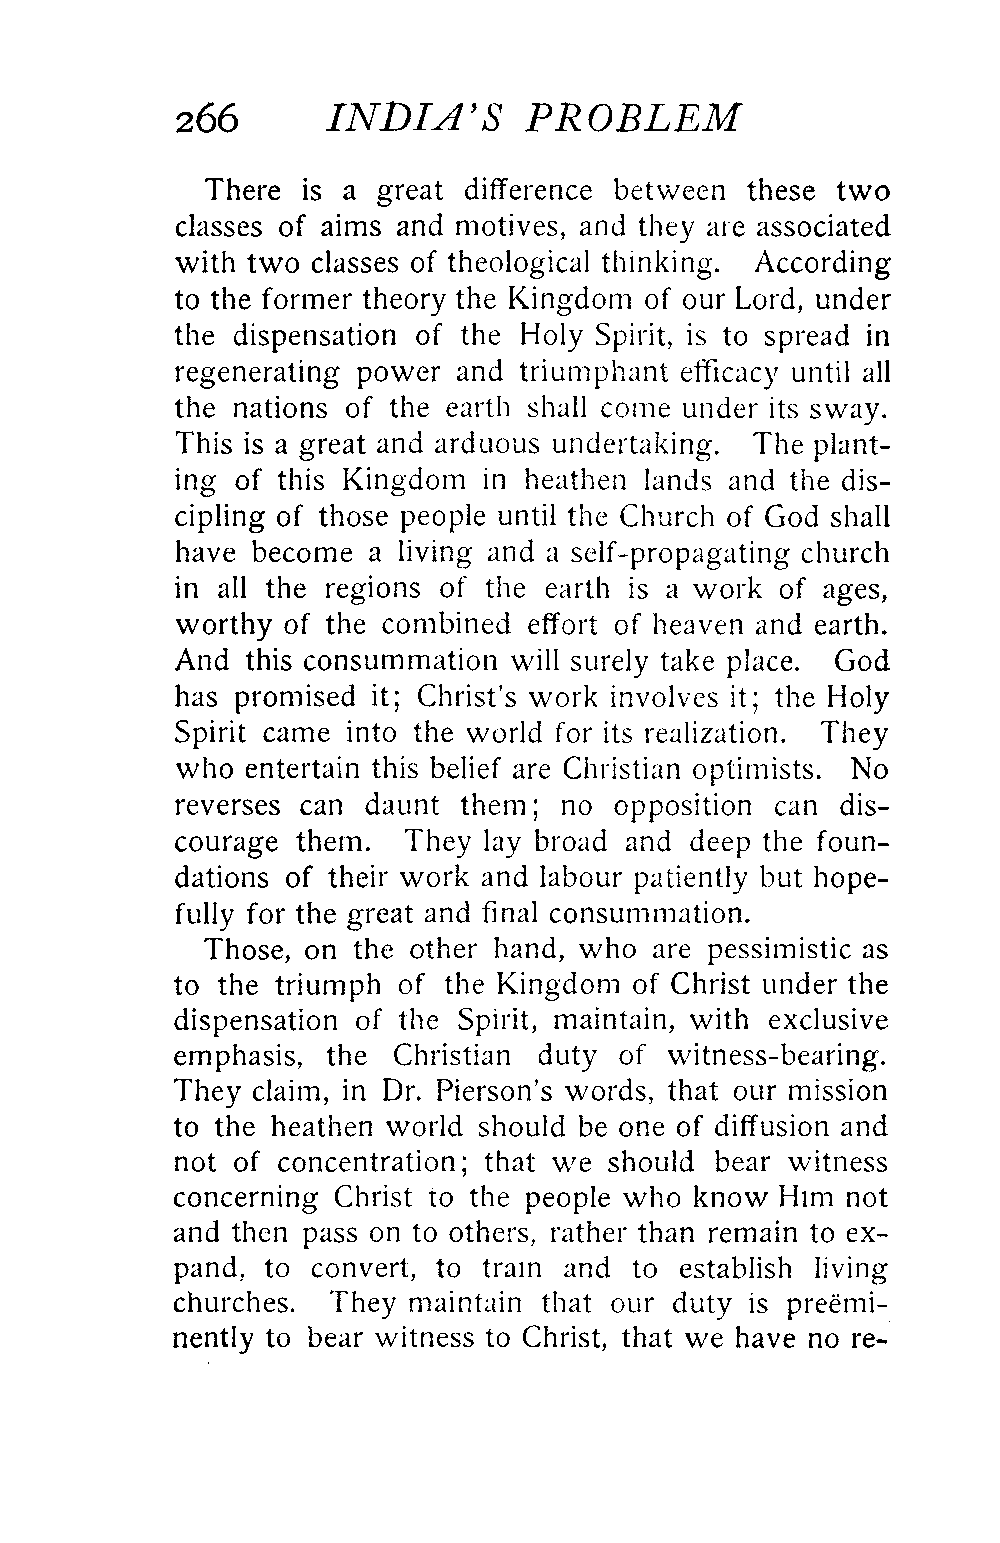 266 INDIA'S PROBLEM
There is a great difference between these two
classes of aims and motives, and they are associated
with two classes of theological thinking. According
to the former theory the Kingdom of our Lord, under
the dispensation of the Holy Spirit, is to spread in
regenerating power and triumphant efficacy until all
the nations of the earth shall come under its sway.
This is a great and arduous undertaking. The plant-
ing of this Kingdom in heathen lands and the dis-
cipling of those people until the Church of God shall
have become a living and a self-propagating church
in all the regions of the earth is a work of ages,
worthy of the combined effort of heaven and earth.
And this consummation will surely take place. God
has promised it; Christ's work involves it; the Holy
Spirit came into the world for its realization. They
who entertain this belief are Christian optimists. No
reverses can daunt them; no opposition can dis-
courage them. They lay broad and deep the foun-
dations of their work and labour patiently but hope-
fully for the great and final consummation.
Those, on the other hand, who are pessimistic as
to the triumph of the Kingdom of Christ under the
dispensation of the Spirit, maintain, with exclusive
emphasis, the Christian duty of witness-bearing.
They claim, in Dr. Pierson's words, that our mission
to the heathen world should be one of diffusion and
not of concentration; that we should bear witness
concerning Christ to the people who know Him not
and then pass on to others, rather than remain to ex-
pand, to convert, to train and to establish living
churches. They maintain that our duty is preëmi-
nently to bear witness to Christ, that we have no re-